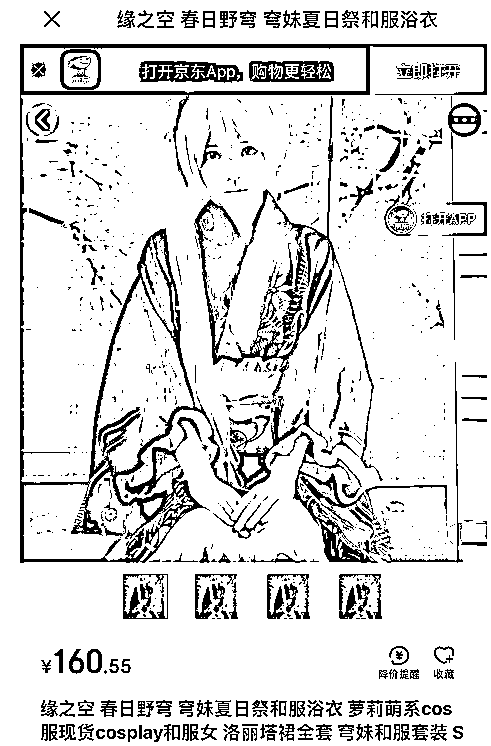 缘之空 春日野穹 穹妹夏日祭和服浴衣
打开京东App，购物更轻松
立即打开
打开APP
¥160.55
降价提醒 收藏
缘之空 春日野穹 穹妹夏日祭和服浴衣 萝莉萌系cos
服现货cosplay和服女 洛丽塔裙全套 穹妹和服套装 S